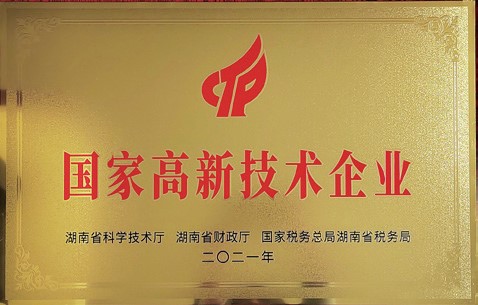 CTP
国家高新技术企业
湖南省科学技术厅 湖南省财政厅 国家税务总局湖南省税务局
二〇二一年